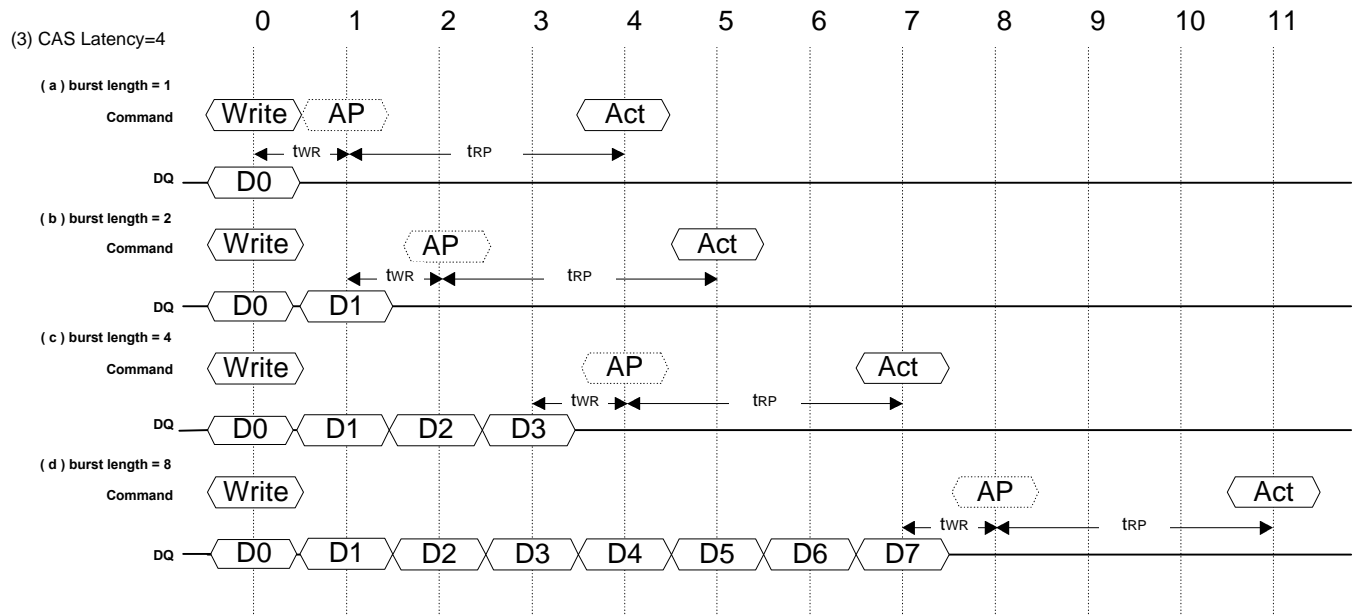 0 1 2 3 4 5 6 7 8 9 10 11
(3) CAS Latency=4
( a ) burst length = 1
Command Write AP Act
tWR tRP
DQ D0
( b ) burst length = 2
Command Write AP Act
tWR tRP
DQ D0 D1
( c ) burst length = 4
Command Write AP Act
tWR tRP
DQ D0 D1 D2 D3
( d ) burst length = 8
Command Write AP Act
tWR tRP
DQ D0 D1 D2 D3 D4 D5 D6 D7